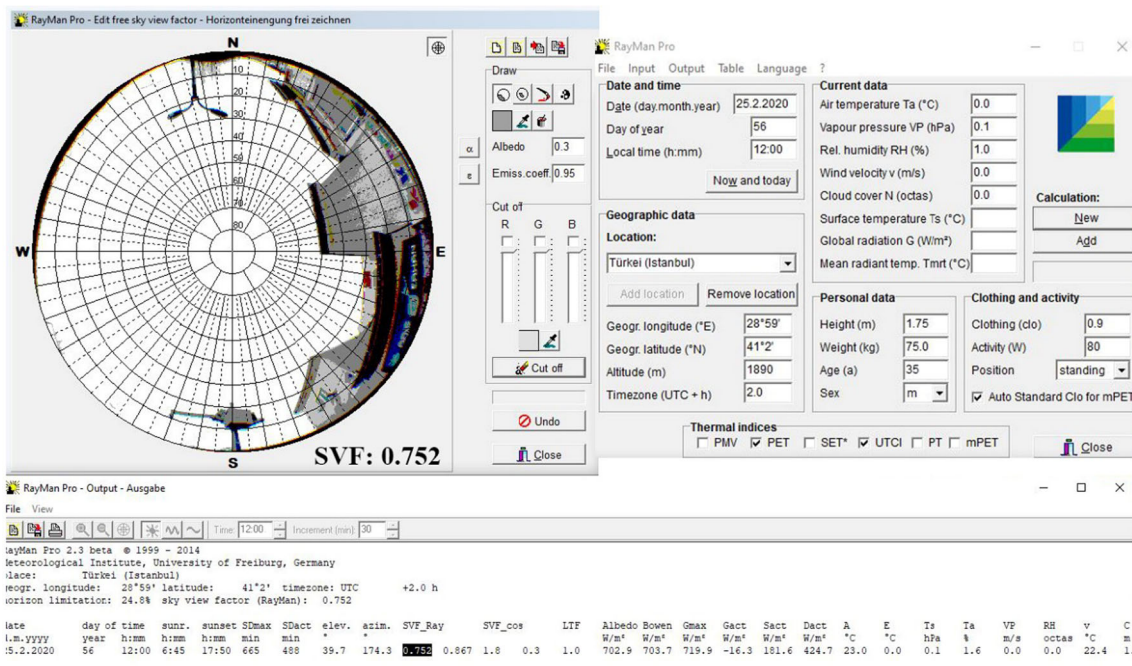 RayMan Pro - Edit free sky view factor - Horizonteinengung frei zeichnen
N
10
20
30
40
50
60
70
80
W
E
S
SVF: 0.752
Draw
α
Albedo 0.3
ε
Emiss.coeff. 0.95
Cut off
R G B
Cut off
Undo
Close
RayMan Pro
File Input Output Table Language ?
Date and time
Date (day.month.year) 25.2.2020
Day of year 56
Local time (h:mm) 12:00
Now and today
Geographic data
Location:
Türkei (Istanbul)
Add location Remove location
Geogr. longitude (°E) 28°59'
Geogr. latitude (°N) 41°2'
Altitude (m) 1890
Timezone (UTC + h) 2.0
Current data
Air temperature Ta (°C) 0.0
Vapour pressure VP (hPa) 0.1
Rel. humidity RH (%) 1.0
Wind velocity v (m/s) 0.0
Cloud cover N (octas) 0.0
Surface temperature Ts (°C)
Global radiation G (W/m²)
Mean radiant temp. Tmrt (°C)
Calculation:
New
Add
Personal data
Height (m) 1.75
Weight (kg) 75.0
Age (a) 35
Sex m
Clothing and activity
Clothing (clo) 0.9
Activity (W) 80
Position standing
Auto Standard Clo for mPET
Thermal indices
PMV PET SET* UTCI PT mPET
Close
RayMan Pro - Output - Ausgabe
File View
Time: 12:00 Increment (min): 30
RayMan Pro 2.3 beta © 1999 - 2014
Meteorological Institute, University of Freiburg, Germany
place: Türkei (Istanbul)
geogr. longitude: 28°59' latitude: 41°2' timezone: UTC +2.0 h
horizon limitation: 24.8% sky view factor (RayMan): 0.752
date day of time sunr. sunset SDmax SDact elev. azim. SVF_Ray SVF_cos LTF Albedo Bowen Gmax Gact Sact Dact A E Ts Ta VP RH v C
d.m.yyyy year h:mm h:mm h:mm min min ° ° W/m² W/m² W/m² W/m² W/m² W/m² °C °C hPa % m/s octas °C m
25.2.2020 56 12:00 6:45 17:50 665 488 39.7 174.3 0.752 0.867 1.8 0.3 1.0 702.9 703.7 719.9 -16.3 181.6 424.7 23.0 0.0 0.1 1.6 0.0 0.0 22.4 1